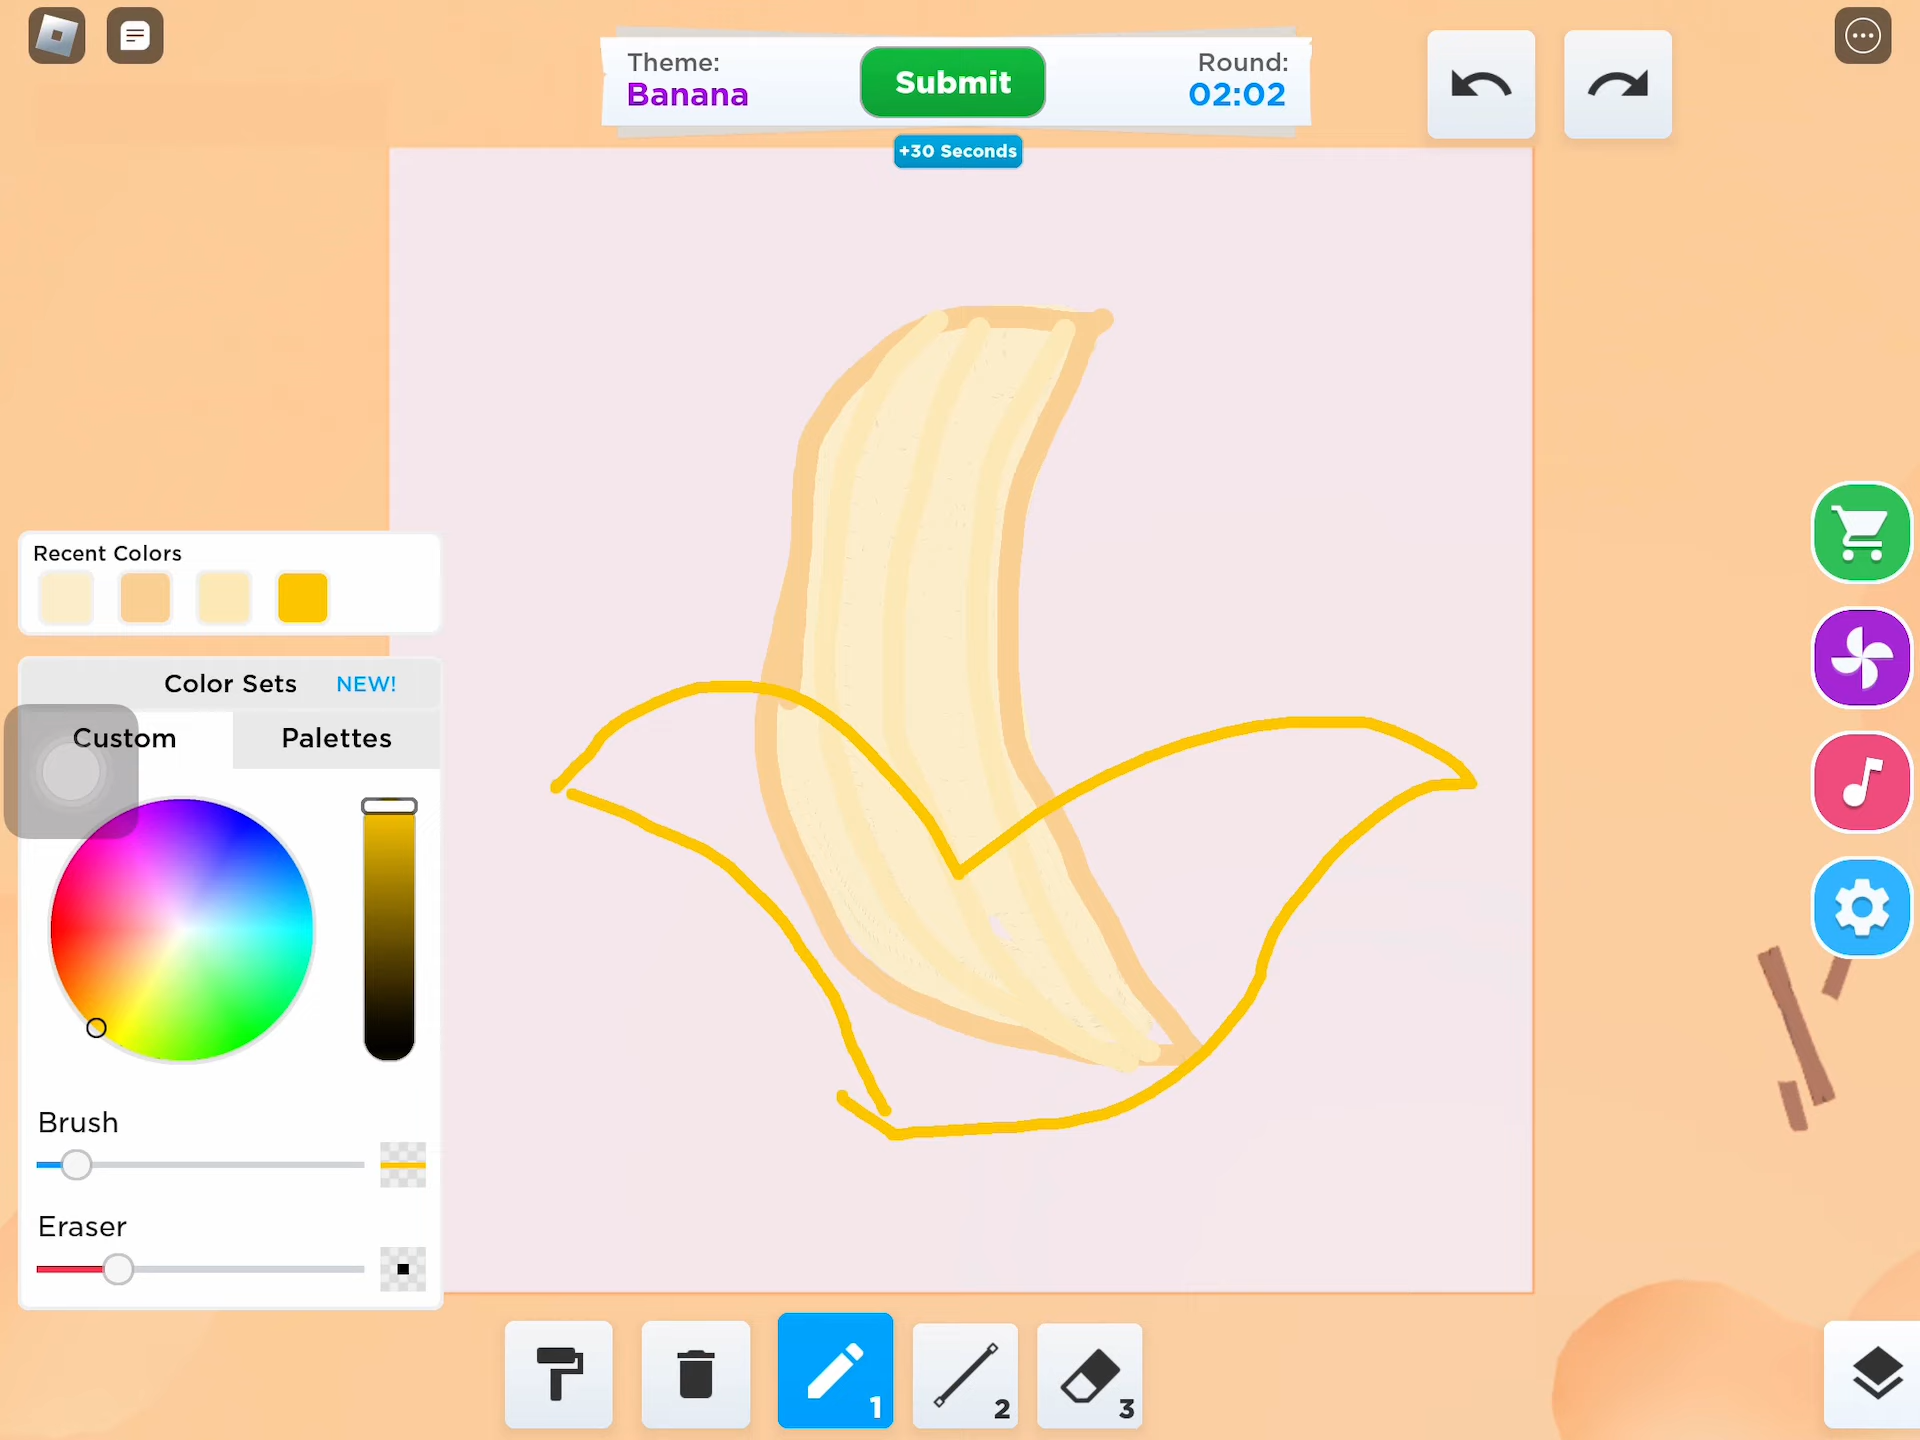 Theme:
Banana
Submit
Round:
02:02
+30 Seconds
Recent Colors
Color Sets NEW!
Custom Palettes
Brush
Eraser
1 2 3